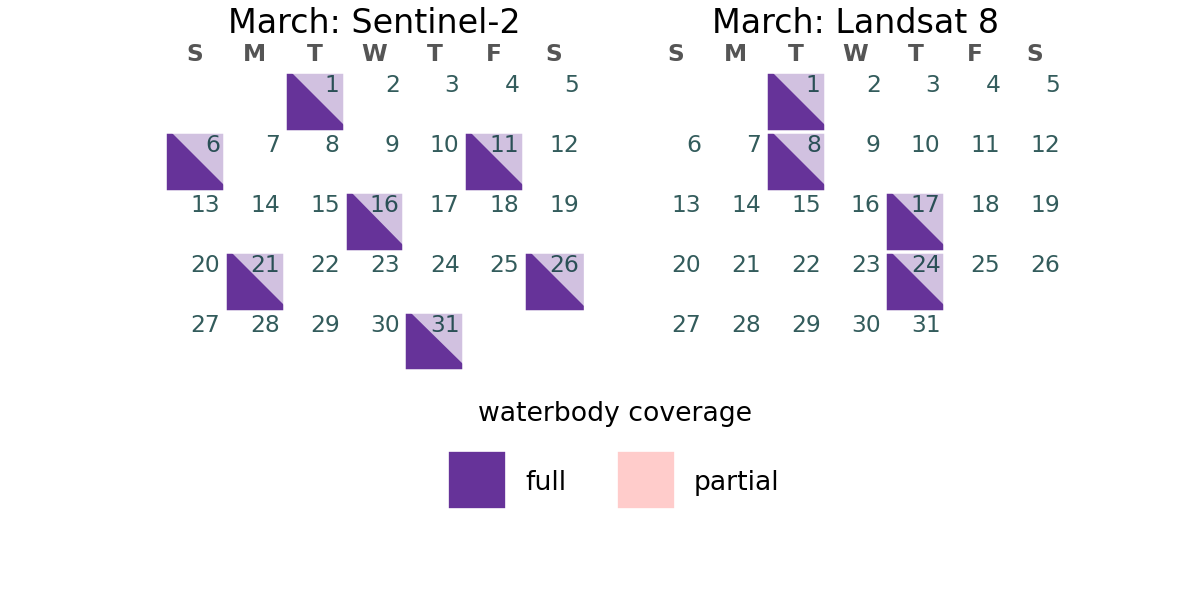 March: Sentinel-2
S M T W T F S
1 2 3 4 5
6 7 8 9 10 11 12
13 14 15 16 17 18 19
20 21 22 23 24 25 26
27 28 29 30 31
March: Landsat 8
S M T W T F S
1 2 3 4 5
6 7 8 9 10 11 12
13 14 15 16 17 18 19
20 21 22 23 24 25 26
27 28 29 30 31
waterbody coverage
full partial